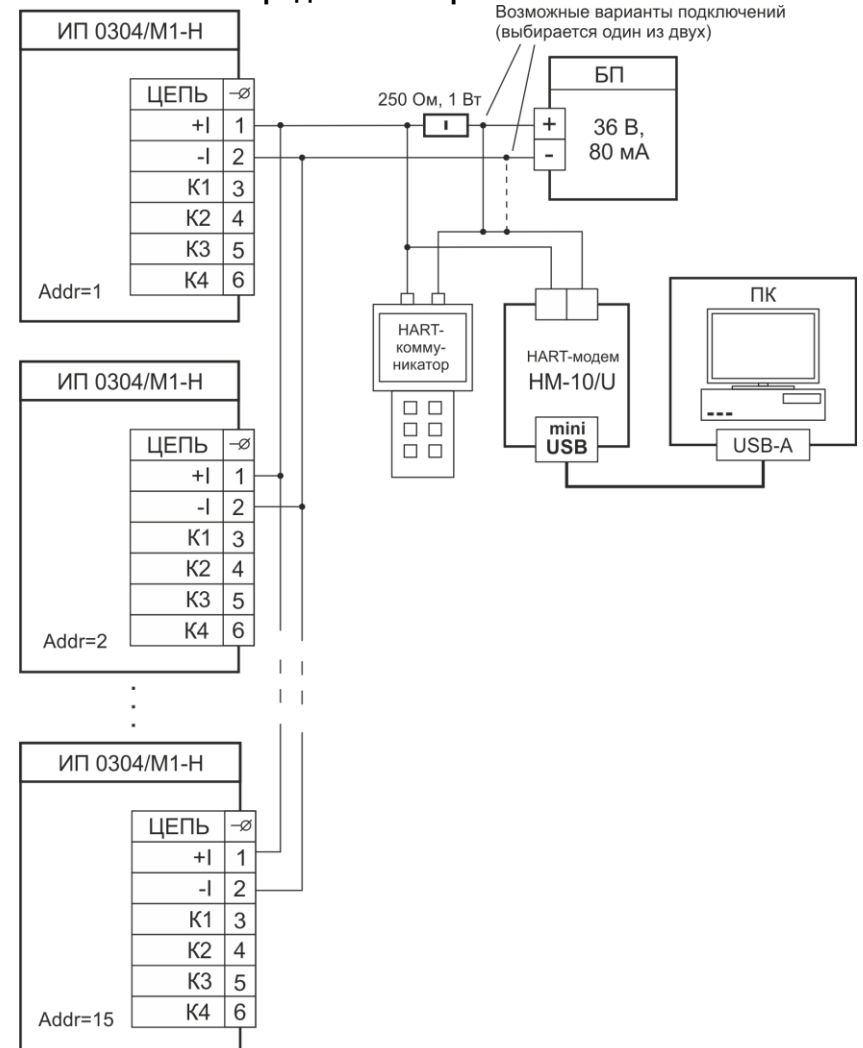 Возможные варианты подключений
(выбирается один из двух)
ИП 0304/М1-Н
ЦЕПЬ
+I 1
-I 2
К1 3
К2 4
К3 5
К4 6
Addr=1
250 Ом, 1 Вт
БП
+
-
36 В,
80 мА
HART-
комму-
никатор
HART-модем
НМ-10/U
mini
USB
ПК
USB-A
ИП 0304/М1-Н
ЦЕПЬ
+I 1
-I 2
К1 3
К2 4
К3 5
К4 6
Addr=2
ИП 0304/М1-Н
ЦЕПЬ
+I 1
-I 2
К1 3
К2 4
К3 5
К4 6
Addr=15